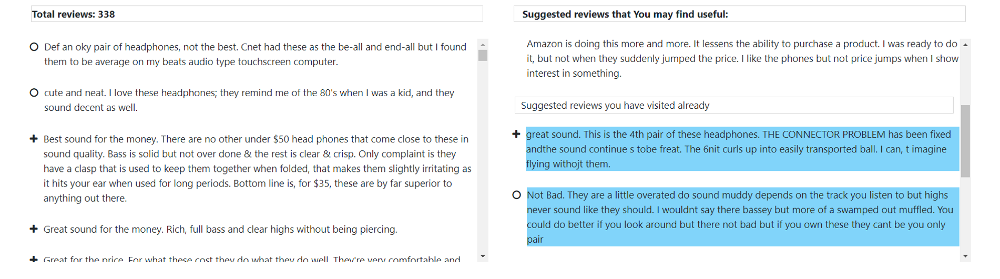 Total reviews: 338
Def an oky pair of headphones, not the best. Cnet had these as the be-all and end-all but I found
them to be average on my beats audio type touchscreen computer.
cute and neat. I love these headphones; they remind me of the 80's when I was a kid, and they
sound decent as well.
Best sound for the money. There are no other under $50 head phones that come close to these in
sound quality. Bass is solid but not over done & the rest is clear & crisp. Only complaint is they
have a clasp that is used to keep them together when folded, that makes them slightly irritating as
it hits your ear when used for long periods. Bottom line is, for $35, these are by far superior to
anything out there.
Great sound for the money. Rich, full bass and clear highs without being piercing.
Great for the price. For what these cost they do what they do well. They're very comfortable and
Suggested reviews that You may find useful:
Amazon is doing this more and more. It lessens the ability to purchase a product. I was ready to do
it, but not when they suddenly jumped the price. I like the phones but not price jumps when I show
interest in something.
Suggested reviews you have visited already
great sound. This is the 4th pair of these headphones. THE CONNECTOR PROBLEM has been fixed
andthe sound continue s tobe freat. The 6nit curls up into easily transported ball. I can, t imagine
flying withojt them.
Not Bad. They are a little overated do sound muddy depends on the track you listen to but highs
never sound like they should. I wouldnt say there bassey but more of a swamped out muffled. You
could do better if you look around but there not bad but if you own these they cant be you only
pair